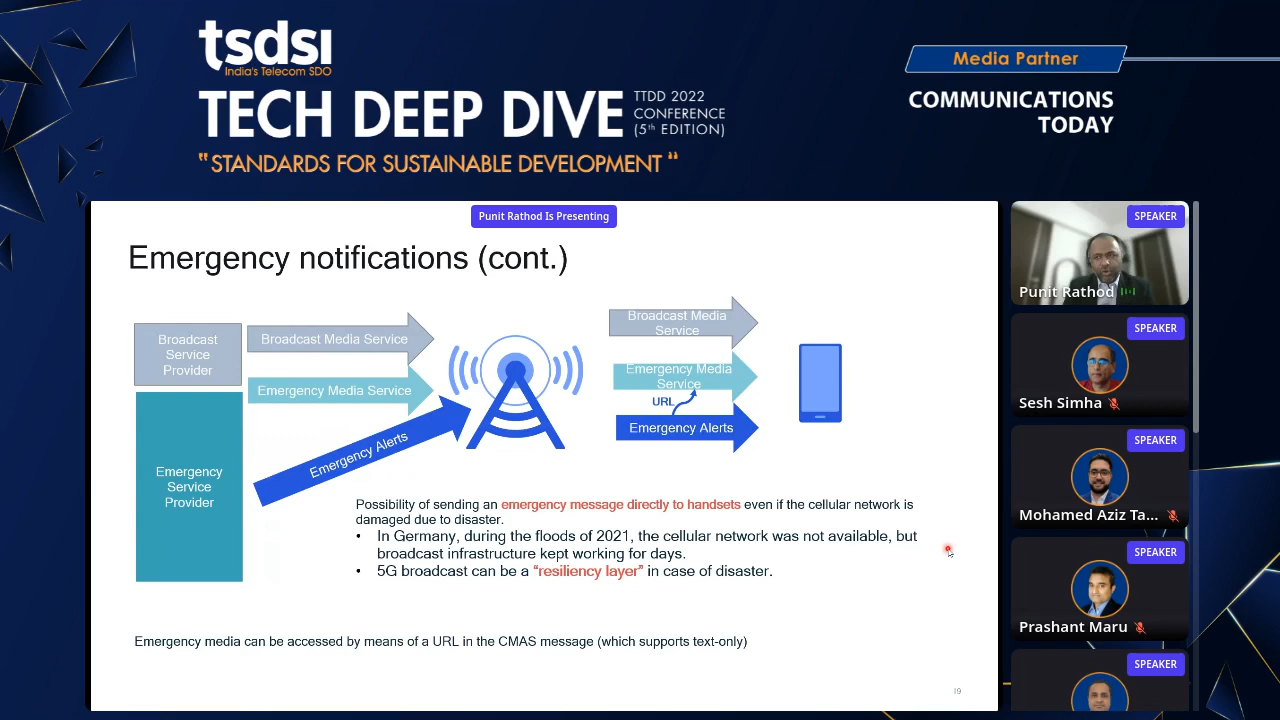 tsdsi
India's Telecom SDO
TECH DEEP DIVE
TTDD 2022
CONFERENCE
(5th EDITION)
"STANDARDS FOR SUSTAINABLE DEVELOPMENT"
Media Partner
COMMUNICATIONS
TODAY
Punit Rathod Is Presenting
Emergency notifications (cont.)
Broadcast
Service
Provider
Broadcast Media Service
Emergency Media Service
Emergency
Service
Provider
Emergency Alerts
Broadcast Media
Service
Emergency Media
Service
URL
Emergency Alerts
Possibility of sending an emergency message directly to handsets even if the cellular network is
damaged due to disaster.
• In Germany, during the floods of 2021, the cellular network was not available, but
broadcast infrastructure kept working for days.
• 5G broadcast can be a “resiliency layer” in case of disaster.
Emergency media can be accessed by means of a URL in the CMAS message (which supports text-only)
19
SPEAKER
Punit Rathod
SPEAKER
Sesh Simha
SPEAKER
Mohamed Aziz Ta...
SPEAKER
Prashant Maru
SPEAKER